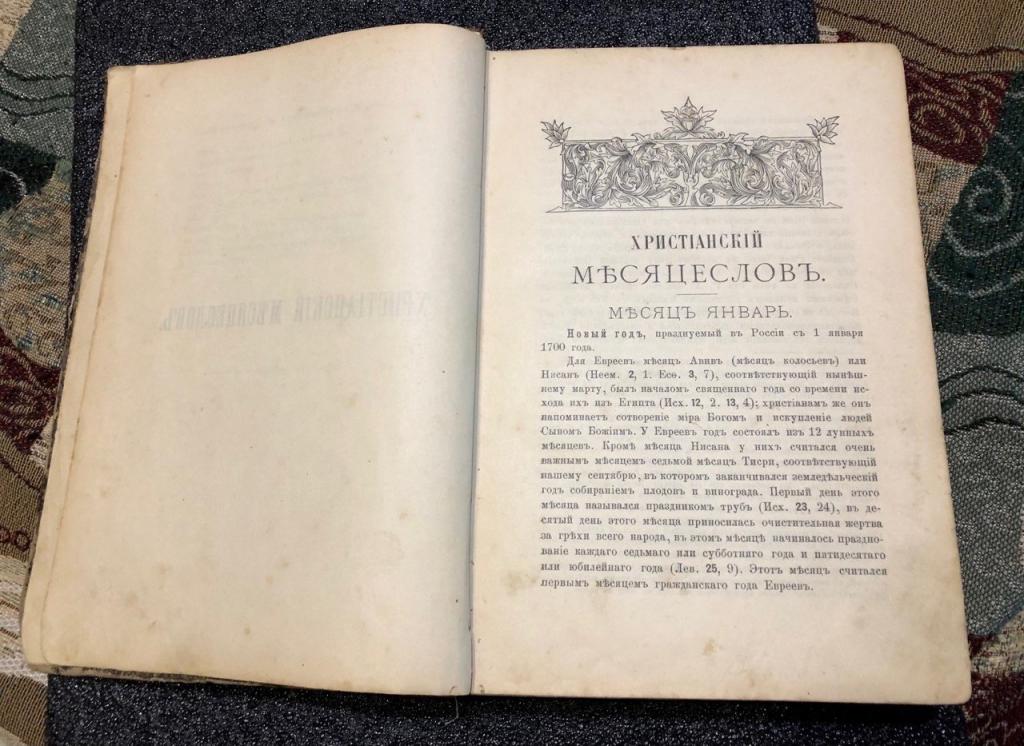 ХРИСТІАНСКІЙ
МѢСЯЦЕСЛОВЪ.
МѢСЯЦЪ ЯНВАРЬ.
Новый годъ, празднуемый въ Россіи съ 1 января
1700 года.
Для Евреевъ мѣсяцъ Авивъ (мѣсяцъ колосьевъ) или
Нисанъ (Неем. 2, 1. Есѳ. 3, 7), соотвѣтствующій нынѣш-
нему марту, былъ началомъ священнаго года со времени ис-
хода ихъ изъ Египта (Исх. 12, 2. 13, 4); христіанамъ же онъ
напоминаетъ сотвореніе міра Богомъ и искупленіе людей
Сыномъ Божіимъ. У Евреевъ годъ состоялъ изъ 12 лунныхъ
мѣсяцевъ. Кромѣ мѣсяца Нисана у нихъ считался очень
важнымъ мѣсяцемъ седьмой мѣсяцъ Тисри, соотвѣтствующій
нашему сентябрю, въ которомъ заканчивался земледѣльческій
годъ собираніемъ плодовъ и винограда. Первый день этого
мѣсяца назывался праздникомъ трубъ (Исх. 23, 24), въ де-
сятый день этого мѣсяца приносилась очистительная жертва
за грѣхи всего народа, въ этомъ мѣсяцѣ начиналось праздно-
ваніе каждаго седьмаго или субботняго года и пятидесятаго
или юбилейнаго года (Лев. 25, 9). Этотъ мѣсяцъ считался
первымъ мѣсяцемъ гражданскаго года Евреевъ.